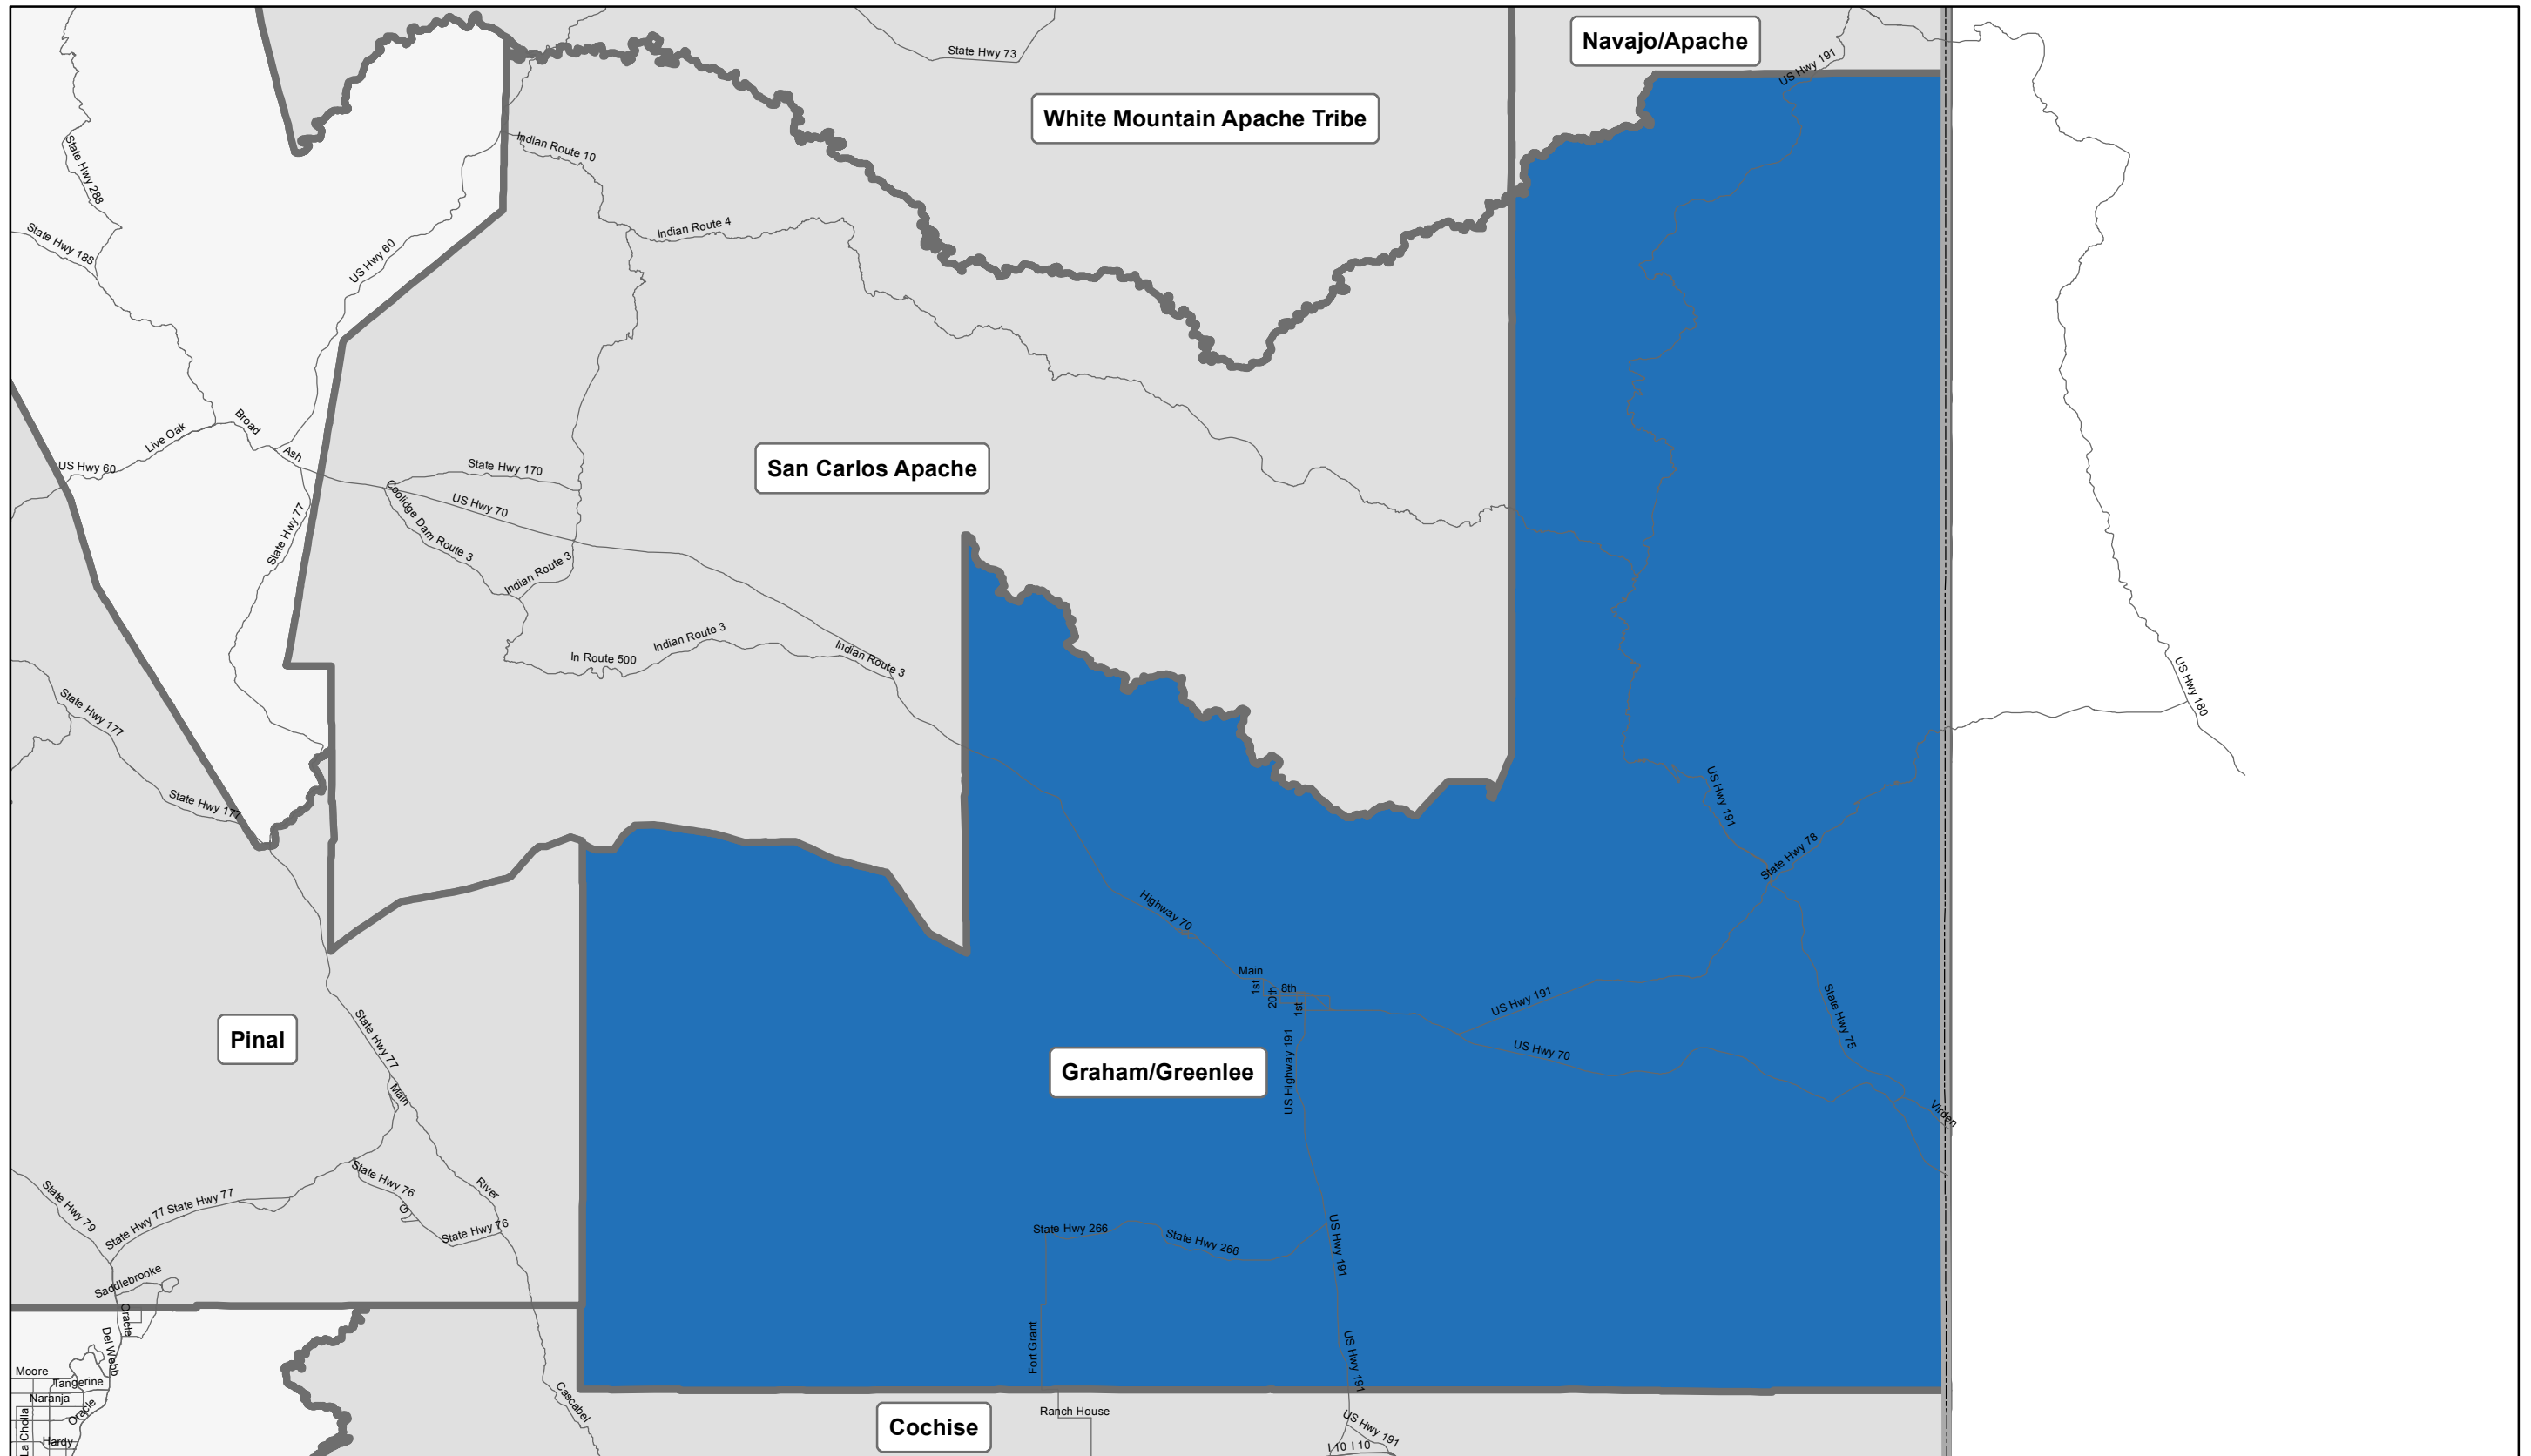 Navajo/Apache
State Hwy 73
US Hwy 191
White Mountain Apache Tribe
State Hwy 288
Indian Route 10
State Hwy 188
Indian Route 4
US Hwy 60
Broad
Live Oak
Ash
US Hwy 60
San Carlos Apache
State Hwy 170
Coolidge Dam Route 3
US Hwy 70
State Hwy 77
Indian Route 3
Indian Route 3
In Route 500
Indian Route 3
US Hwy 180
State Hwy 177
State Hwy 177
US Hwy 191
State Hwy 78
Highway 70
Main
1st
20th
8th
1st
US Hwy 191
State Hwy 75
Pinal
State Hwy 77
US Highway 191
Graham/Greenlee
US Hwy 70
Main
Virden
State Hwy 76
River
State Hwy 79
State Hwy 77
State Hwy 77
G
State Hwy 76
State Hwy 266
State Hwy 266
US Hwy 191
Saddlebrooke
Oracle
Del Webb
Fort Grant
US Hwy 191
Moore
Tangerine
Naranja
Oracle
La Cholla
Hardy
Cascabel
Cochise
Ranch House
US Hwy 191
I 10
I 10